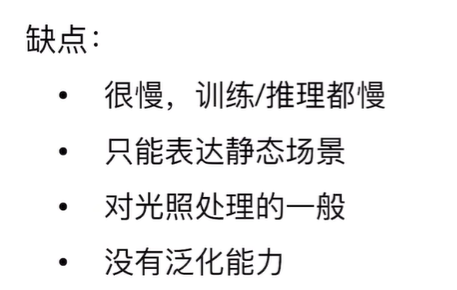 缺点：
• 很慢，训练/推理都慢
• 只能表达静态场景
• 对光照处理的一般
• 没有泛化能力